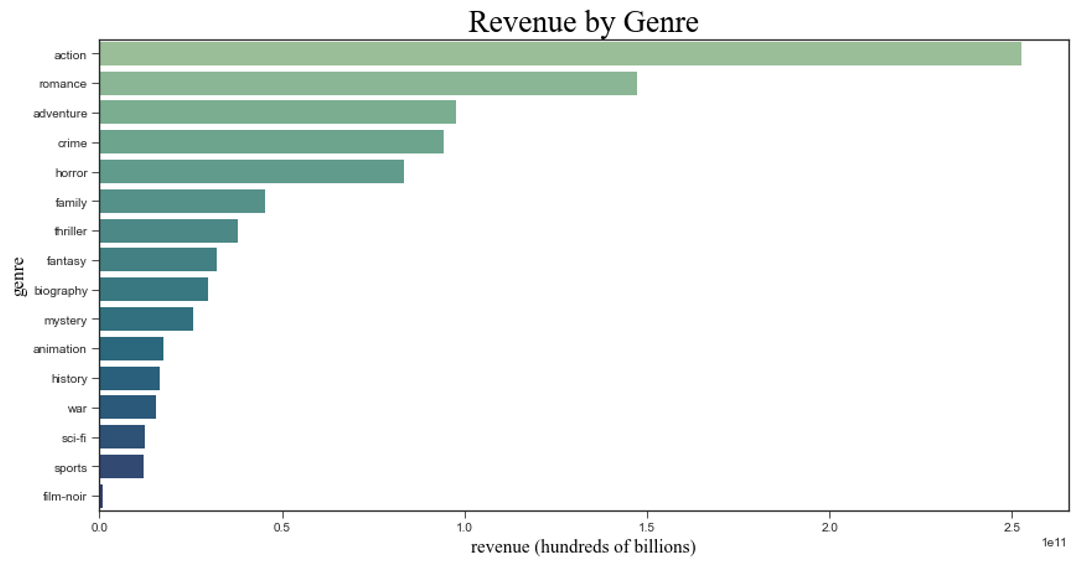 Revenue by Genre
action
romance
adventure
crime
horror
family
thriller
fantasy
biography
mystery
animation
history
war
sci-fi
sports
film-noir
genre
0.0 0.5 1.0 1.5 2.0 2.5
1e11
revenue (hundreds of billions)